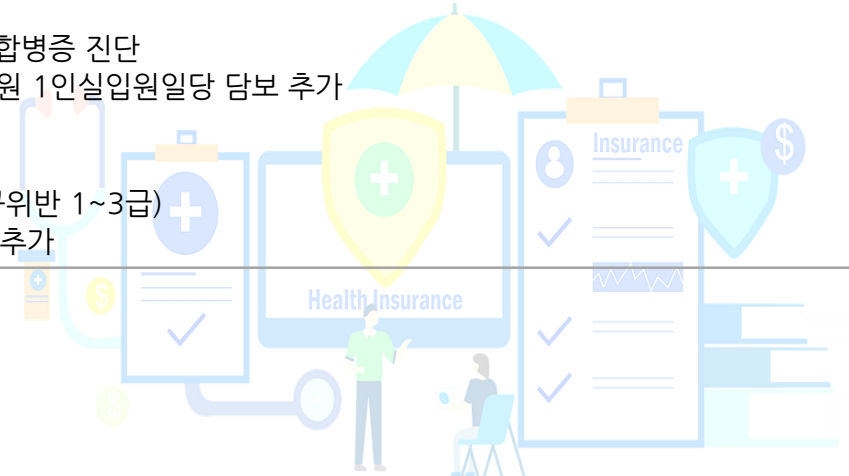 합병증 진단
원 1인실입원일당 담보 추가
위반 1~3급)
추가
Insurance
Health Insurance